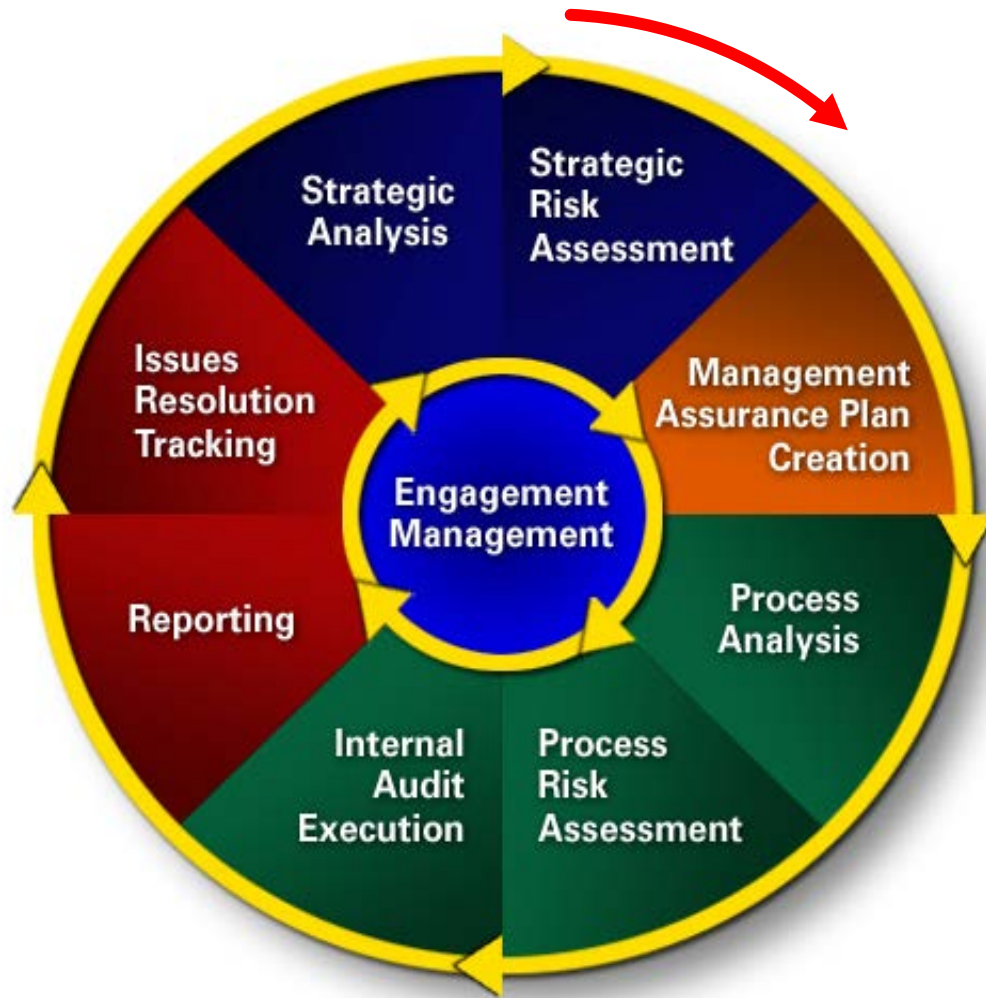 Strategic
Analysis
Strategic
Risk
Assessment
Management
Assurance Plan
Creation
Process
Analysis
Process
Risk
Assessment
Internal
Audit
Execution
Reporting
Issues
Resolution
Tracking
Engagement
Management